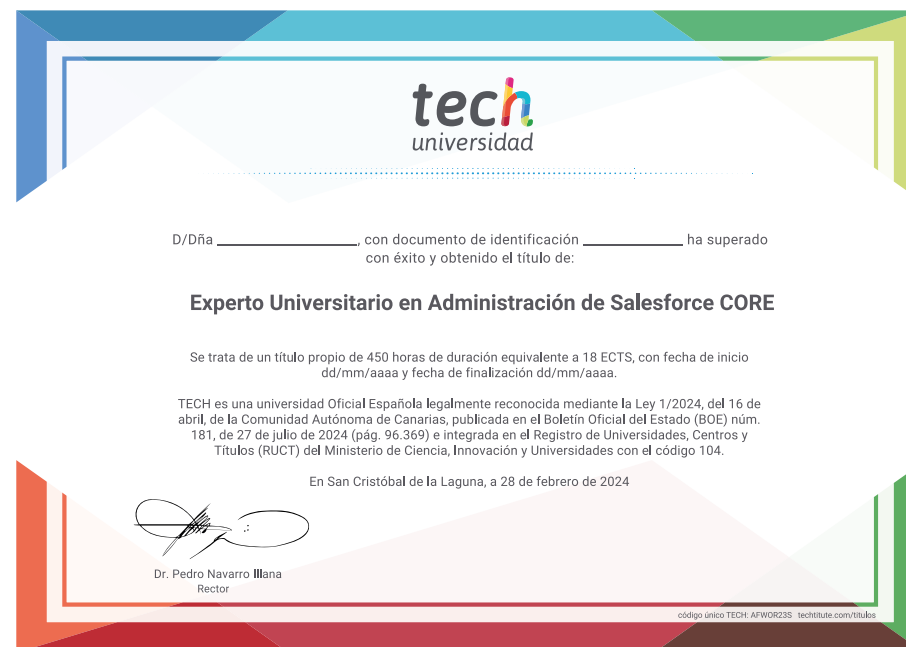 tech
universidad
D/Dña ________________, con documento de identificación ____________ ha superado
con éxito y obtenido el título de:
Experto Universitario en Administración de Salesforce CORE
Se trata de un título propio de 450 horas de duración equivalente a 18 ECTS, con fecha de inicio
dd/mm/aaaa y fecha de finalización dd/mm/aaaa.
TECH es una universidad Oficial Española legalmente reconocida mediante la Ley 1/2024, del 16 de
abril, de la Comunidad Autónoma de Canarias, publicada en el Boletín Oficial del Estado (BOE) núm.
181, de 27 de julio de 2024 (pág. 96.369) e integrada en el Registro de Universidades, Centros y
Títulos (RUCT) del Ministerio de Ciencia, Innovación y Universidades con el código 104.
En San Cristóbal de la Laguna, a 28 de febrero de 2024
Dr. Pedro Navarro Illana
Rector
código único TECH: AFWOR23S techtitute.com/titulos